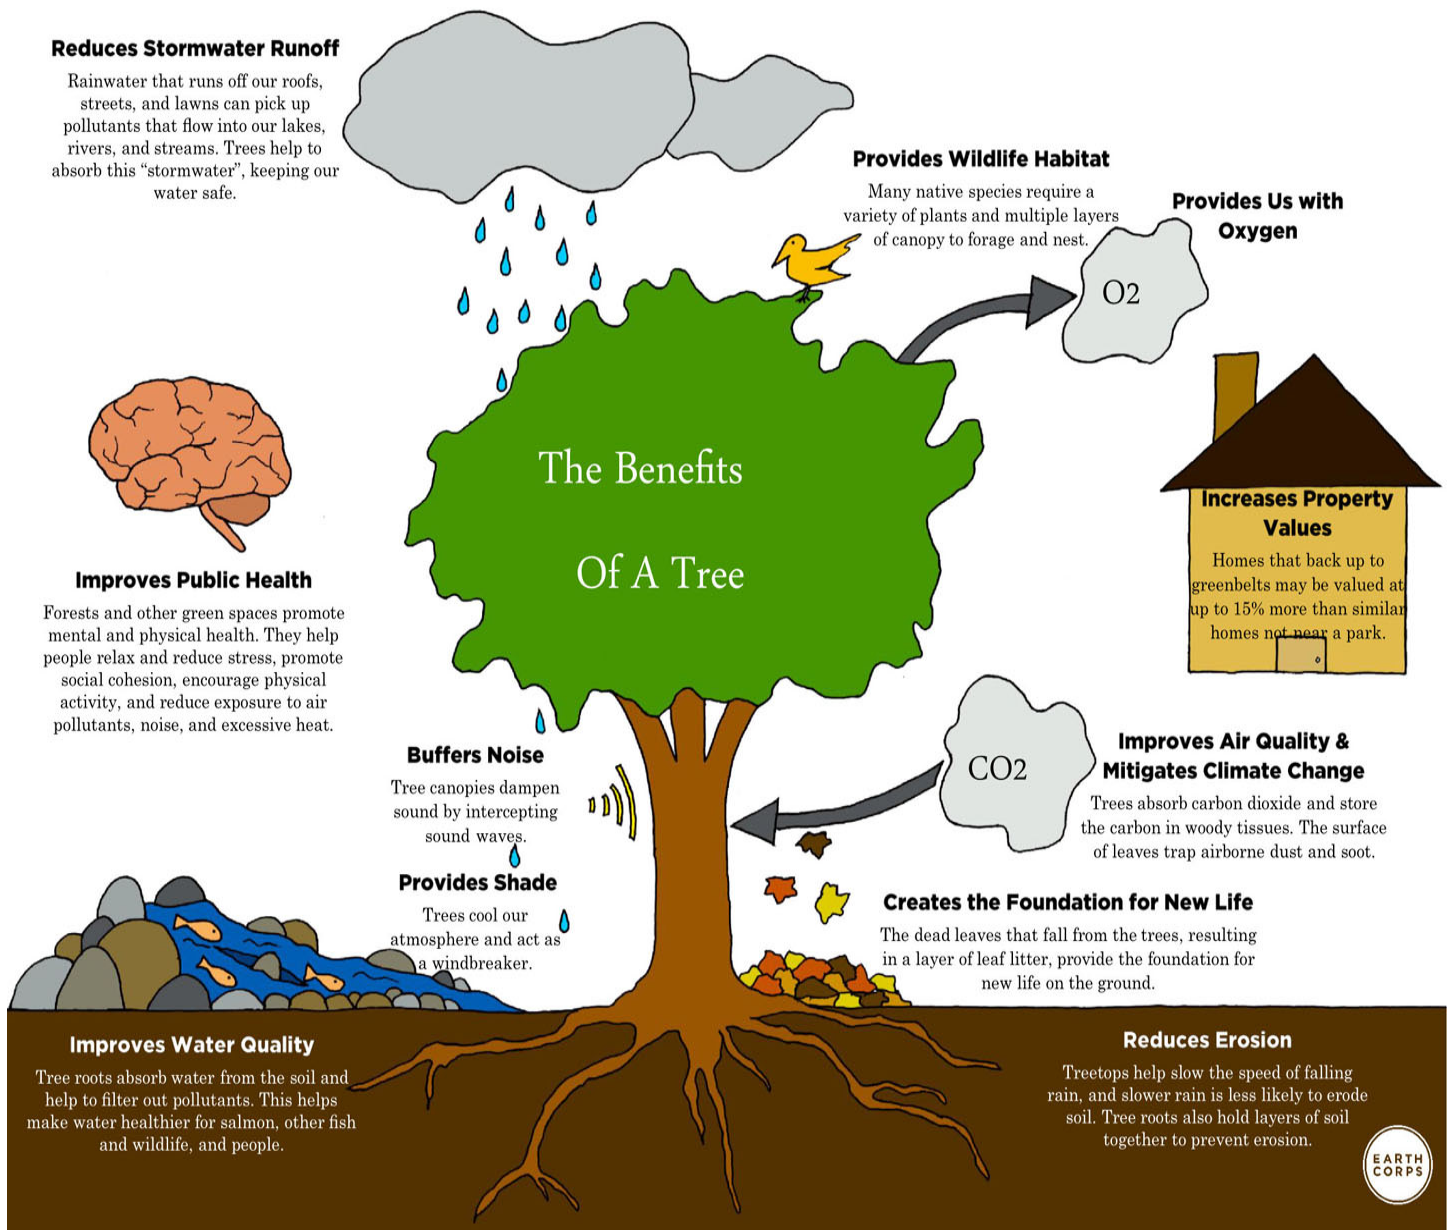 Reduces Stormwater Runoff
Rainwater that runs off our roofs,
streets, and lawns can pick up
pollutants that flow into our lakes,
rivers, and streams. Trees help to
absorb this “stormwater”, keeping our
water safe.
Provides Wildlife Habitat
Many native species require a
variety of plants and multiple layers
of canopy to forage and nest.
Provides Us with
Oxygen
O2
The Benefits
Of A Tree
Increases Property
Values
Homes that back up to
greenbelts may be valued at
up to 15% more than similar
homes not near a park.
Improves Public Health
Forests and other green spaces promote
mental and physical health. They help
people relax and reduce stress, promote
social cohesion, encourage physical
activity, and reduce exposure to air
pollutants, noise, and excessive heat.
Buffers Noise
Tree canopies dampen
sound by intercepting
sound waves.
CO2
Improves Air Quality &
Mitigates Climate Change
Trees absorb carbon dioxide and store
the carbon in woody tissues. The surface
of leaves trap airborne dust and soot.
Provides Shade
Trees cool our
atmosphere and act as
a windbreaker.
Creates the Foundation for New Life
The dead leaves that fall from the trees, resulting
in a layer of leaf litter, provide the foundation for
new life on the ground.
Improves Water Quality
Tree roots absorb water from the soil and
help to filter out pollutants. This helps
make water healthier for salmon, other fish
and wildlife, and people.
Reduces Erosion
Treetops help slow the speed of falling
rain, and slower rain is less likely to erode
soil. Tree roots also hold layers of soil
together to prevent erosion.
EARTH
CORPS